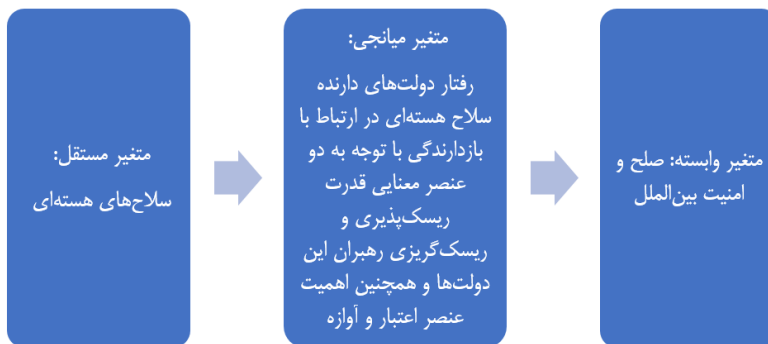 متغیر مستقل:
سلاح‌های هسته‌ای
متغیر میانجی:
رفتار دولت‌های دارنده
سلاح هسته‌ای در ارتباط با
بازدارندگی با توجه به دو
عنصر معنایی قدرت
ریسک‌پذیری و
ریسک‌گریزی رهبران این
دولت‌ها و همچنین اهمیت
عنصر اعتبار و آوازه
متغیر وابسته: صلح و
امنیت بین‌الملل